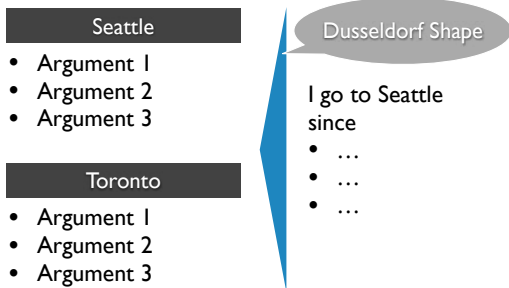 Seattle
• Argument 1
• Argument 2
• Argument 3
Toronto
• Argument 1
• Argument 2
• Argument 3
Dusseldorf Shape
I go to Seattle
since
• …
• …
• …